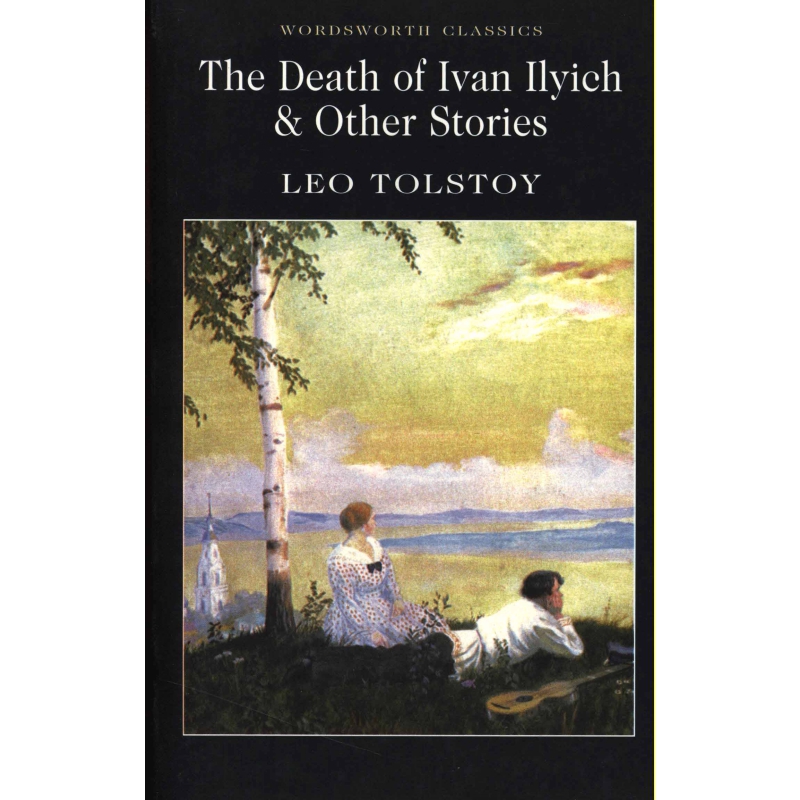 WORDSWORTH CLASSICS
The Death of Ivan Ilyich
& Other Stories
LEO TOLSTOY